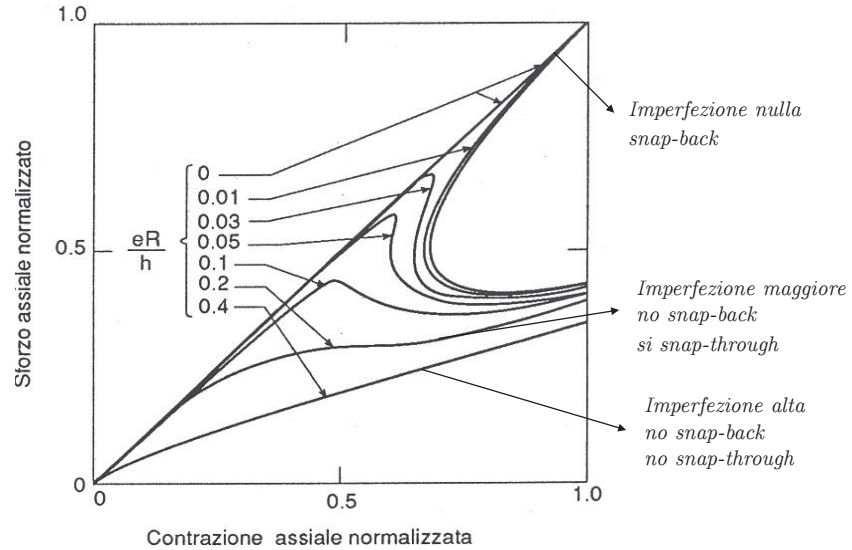 1.0
Imperfezione nulla
snap-back
Sforzo assiale normalizzato
0
0.01
0.03
0.05
0.1
0.2
0.4
eR
h
0.5
Imperfezione maggiore
no snap-back
si snap-through
Imperfezione alta
no snap-back
no snap-through
0
0
0.5
1.0
Contrazione assiale normalizzata